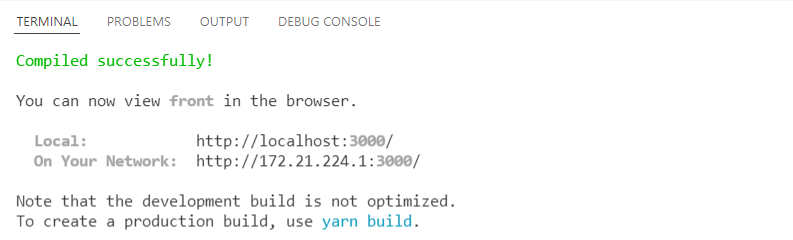 TERMINAL PROBLEMS OUTPUT DEBUG CONSOLE
Compiled successfully!
You can now view front in the browser.
Local: http://localhost:3000/
On Your Network: http://172.21.224.1:3000/
Note that the development build is not optimized.
To create a production build, use yarn build.